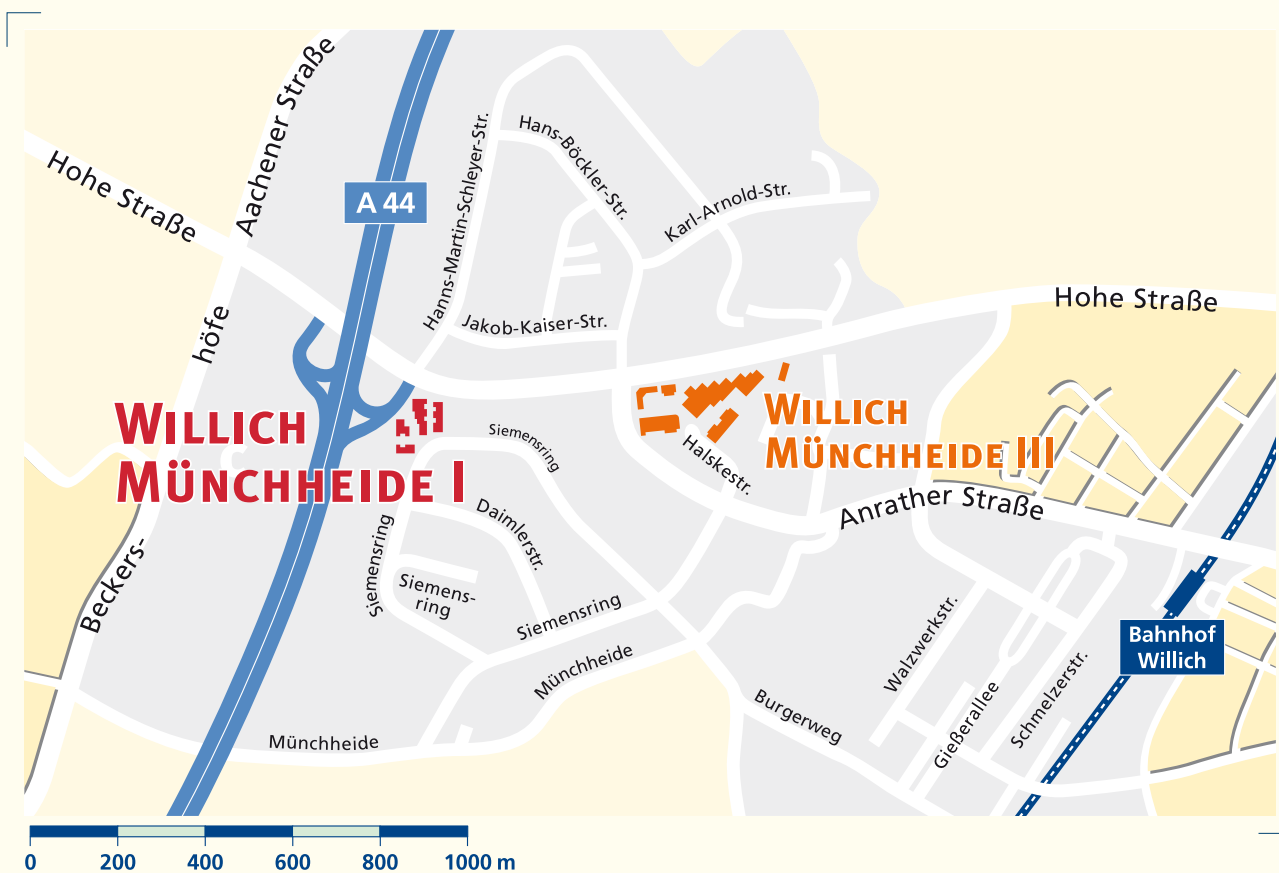 Aachener Straße
Hohe Straße
A 44
Hanns-Martin-Schleyer-Str.
Hans-Böckler-Str.
Karl-Arnold-Str.
Jakob-Kaiser-Str.
Hohe Straße
höfe
Beckers-
WILLICH
MÜNCHHEIDE I
WILLICH
MÜNCHHEIDE III
Siemensring
Halskestr.
Anrather Straße
Daimlerstr.
Siemensring
Siemens-
ring
Siemensring
Münchheide
Münchheide
Walzwerkstr.
Bahnhof
Willich
Burgerweg
Gießerallee
Schmelzerstr.
0 200 400 600 800 1000 m